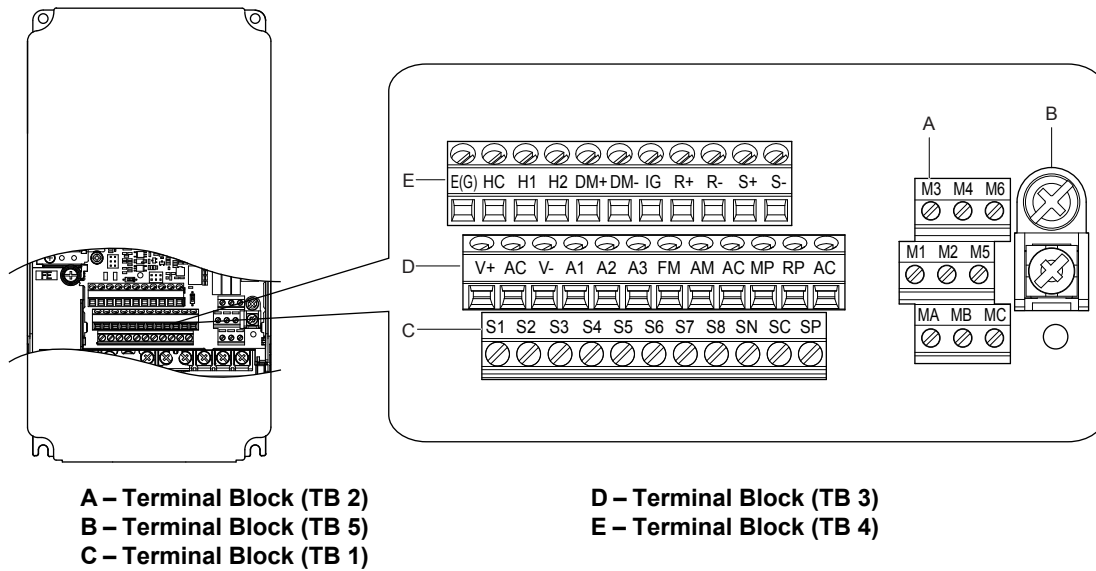 A
B
E
E(G) HC H1 H2 DM+ DM- IG R+ R- S+ S-
M3 M4 M6
D
V+ AC V- A1 A2 A3 FM AM AC MP RP AC
M1 M2 M5
C
S1 S2 S3 S4 S5 S6 S7 S8 SN SC SP
MA MB MC
PE
A – Terminal Block (TB 2)
B – Terminal Block (TB 5)
C – Terminal Block (TB 1)
D – Terminal Block (TB 3)
E – Terminal Block (TB 4)